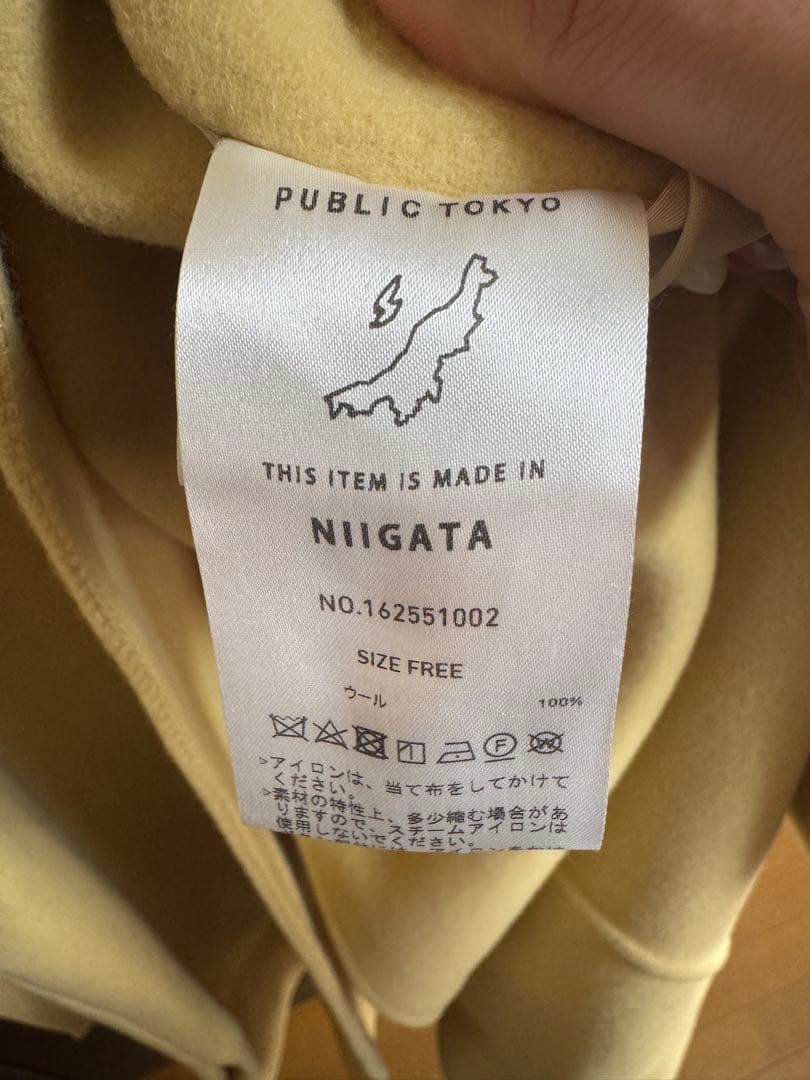 PUBLIC TOKYO
THIS ITEM IS MADE IN
NIIGATA
NO.162551002
SIZE FREE
ウール 100%
F W
>アイロンは、当て布をしてかけて
ください。
>素材の特性上、多少縮む場合があ
りますので、スチームアイロンは
使用しないでください。